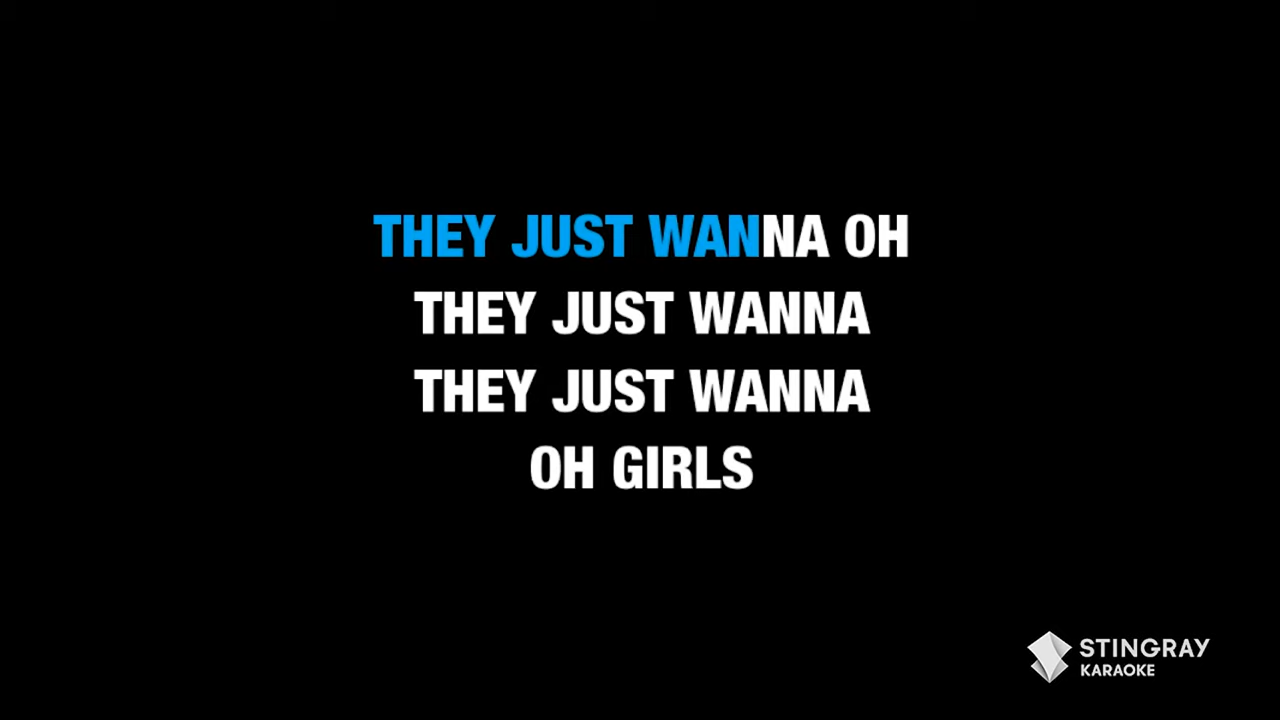 THEY JUST WANNA OH
THEY JUST WANNA
THEY JUST WANNA
OH GIRLS
STINGRAY
KARAOKE